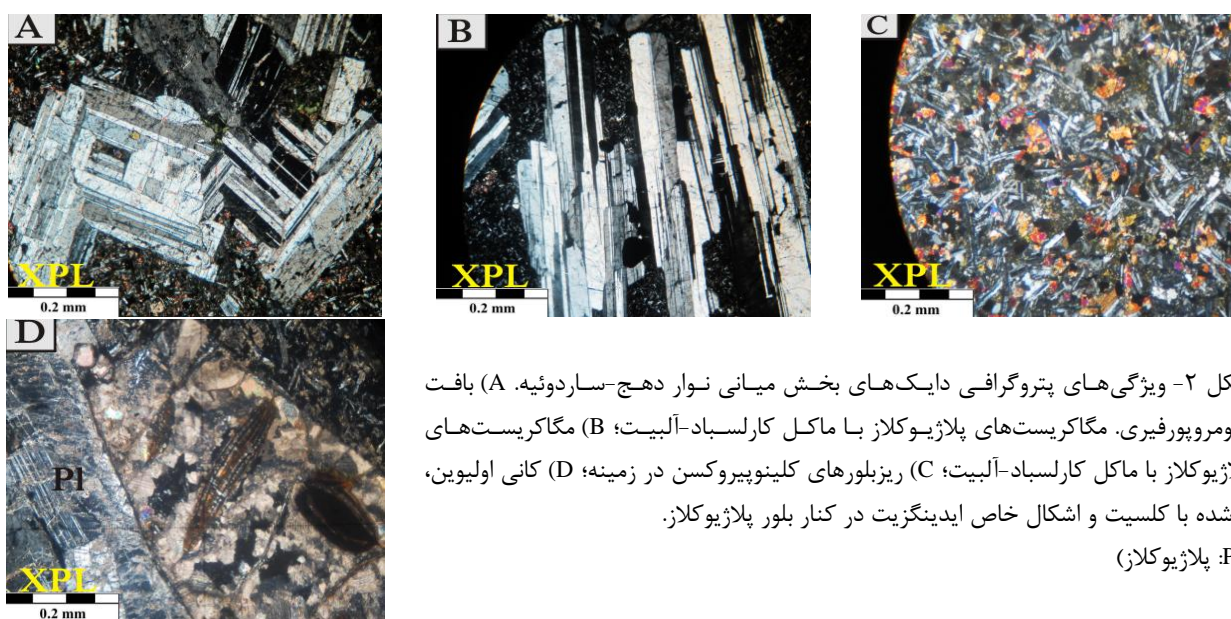 A
XPL
0.2 mm
B
XPL
0.2 mm
C
XPL
0.2 mm
D
Pl
XPL
0.2 mm
کل ۲- ویژگی‌های پتروگرافی دایک‌های بخش میانی نوار دهج-ساردوئیه. A) بافت
ومروپورفیری. مگاکریست‌های پلاژیوکلاز با ماکل کارلسباد-آلبیت؛ B) مگاکریست‌های
لاژیوکلاز با ماکل کارلسباد-آلبیت؛ C) ریزبلورهای کلینوپیروکسن در زمینه؛ D) کانی اولیوین،
شده با کلسیت و اشکال خاص ایدینگزیت در کنار بلور پلاژیوکلاز.
: پلاژیوکلاز)